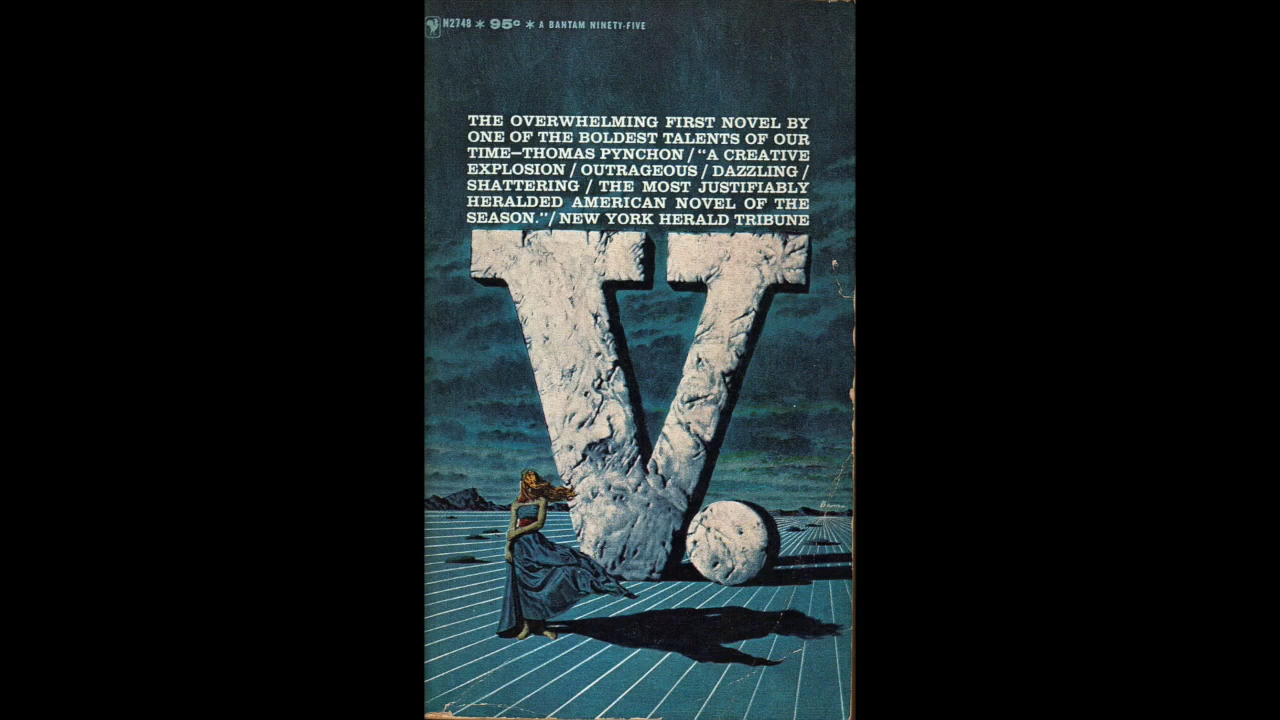 N2748 * 95¢ * A BANTAM NINETY-FIVE
THE OVERWHELMING FIRST NOVEL BY
ONE OF THE BOLDEST TALENTS OF OUR
TIME—THOMAS PYNCHON / "A CREATIVE
EXPLOSION / OUTRAGEOUS / DAZZLING /
SHATTERING / THE MOST JUSTIFIABLY
HERALDED AMERICAN NOVEL OF THE
SEASON."/ NEW YORK HERALD TRIBUNE
V.